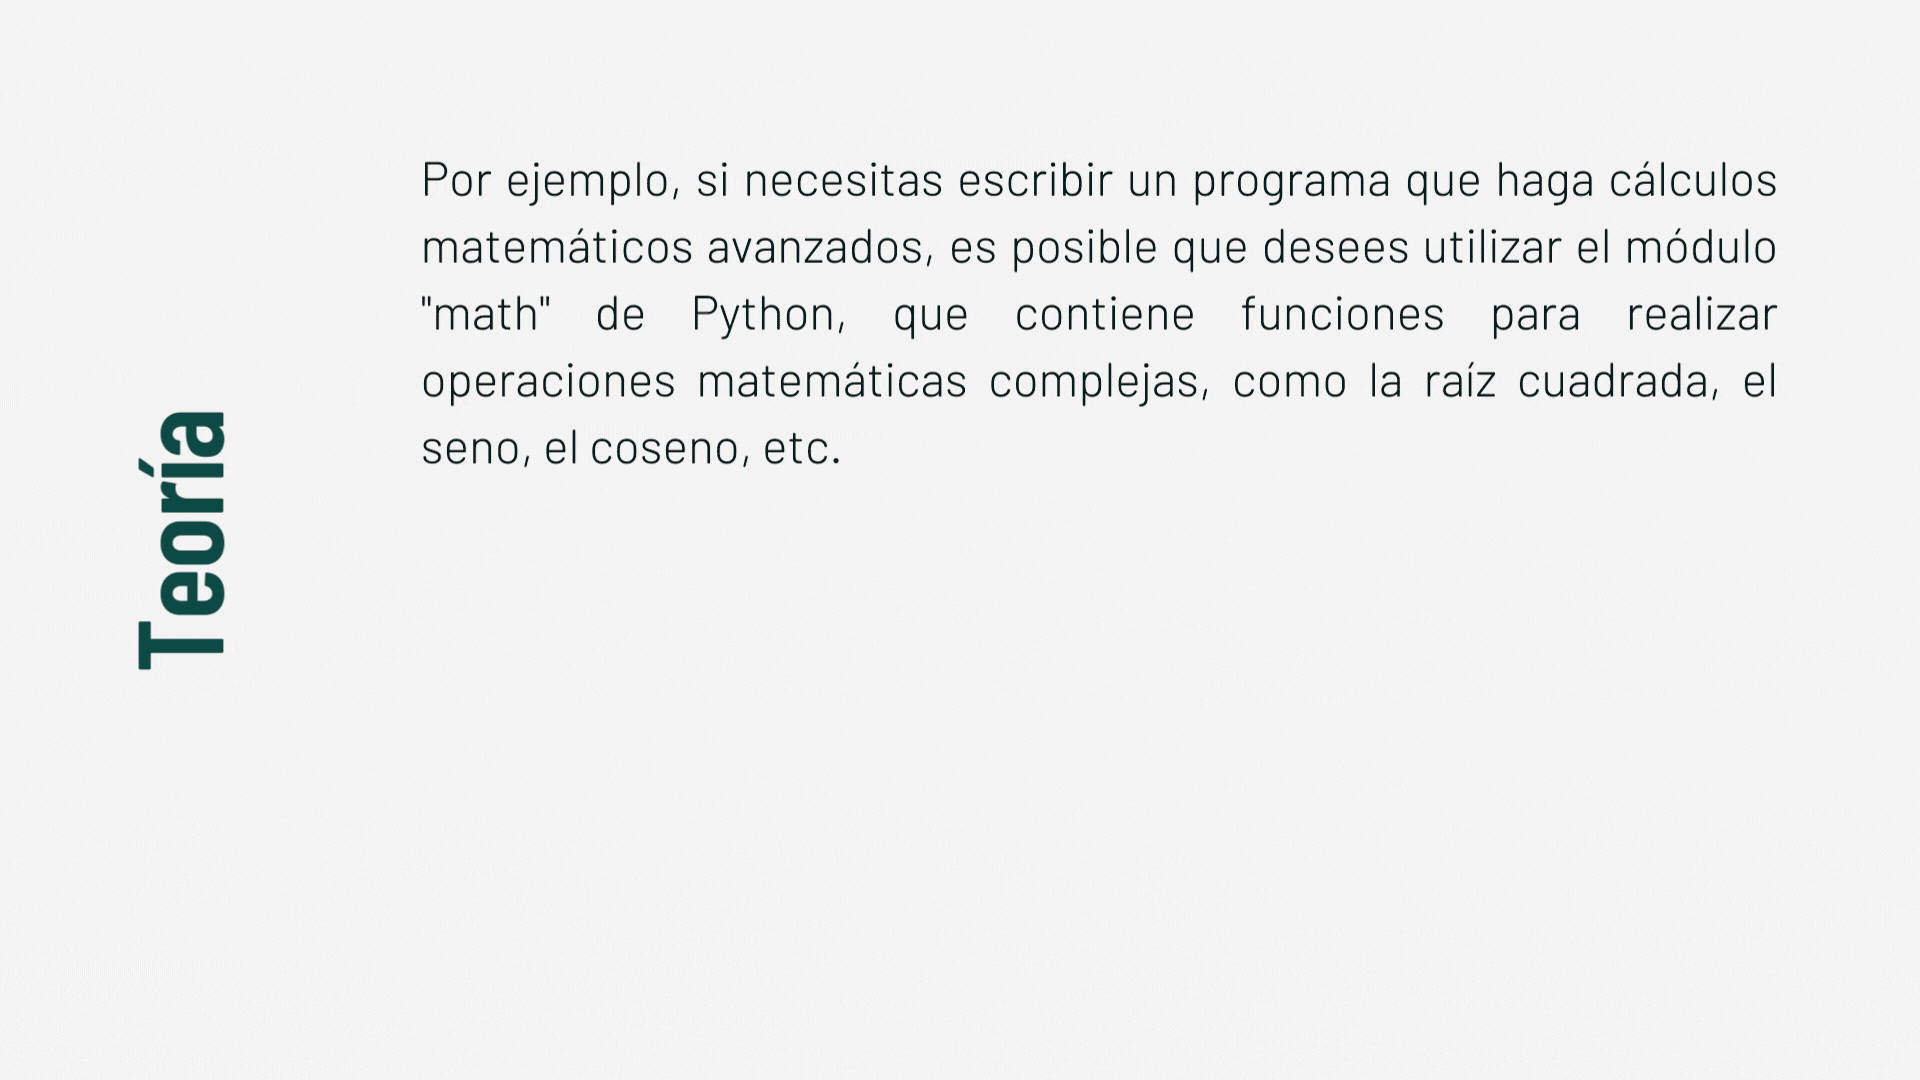 Teoría
Por ejemplo, si necesitas escribir un programa que haga cálculos
matemáticos avanzados, es posible que desees utilizar el módulo
"math" de Python, que contiene funciones para realizar
operaciones matemáticas complejas, como la raíz cuadrada, el
seno, el coseno, etc.